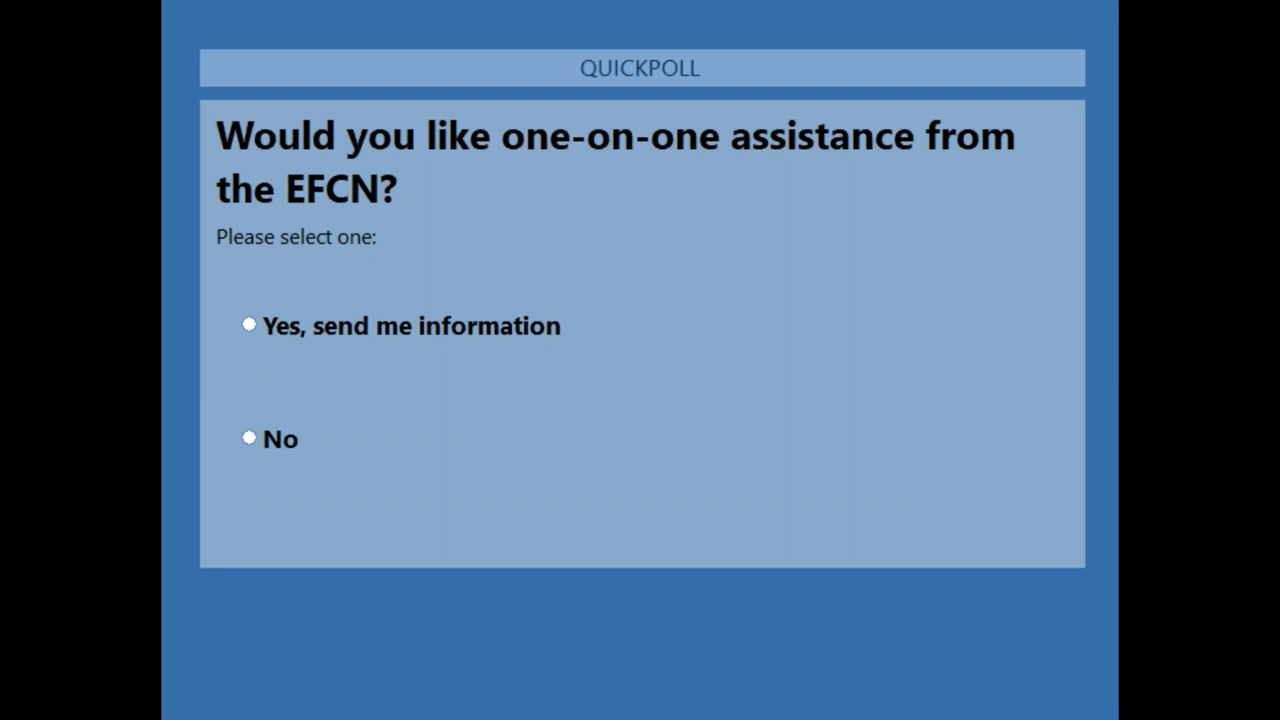 QUICKPOLL
Would you like one-on-one assistance from
the EFCN?
Please select one:
Yes, send me information
No